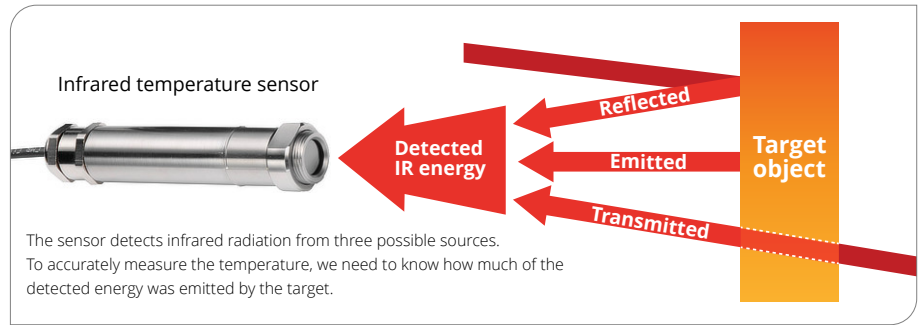 Infrared temperature sensor
Reflected
Detected
IR energy
Emitted
Target
object
Transmitted
The sensor detects infrared radiation from three possible sources.
To accurately measure the temperature, we need to know how much of the
detected energy was emitted by the target.